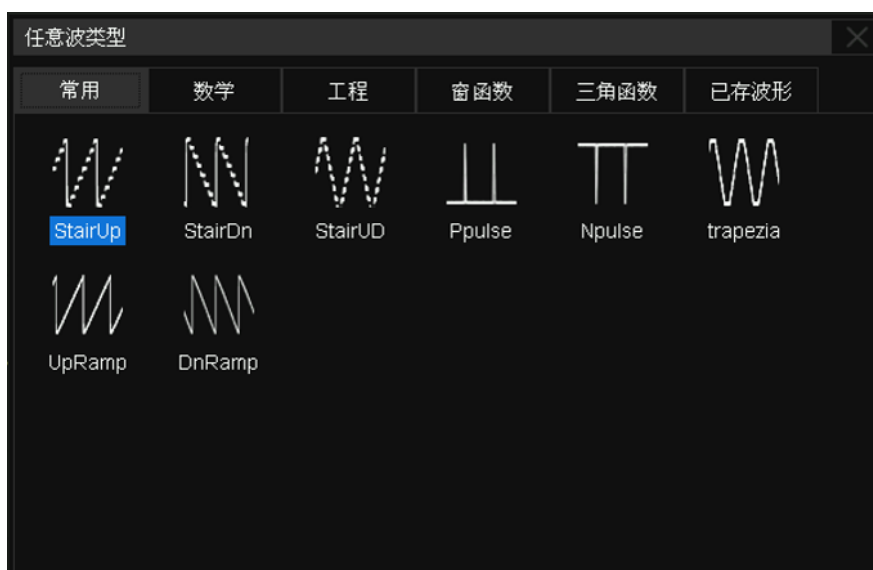 任意波类型
常用 数学 工程 窗函数 三角函数 已存波形
StairUp StairDn StairUD Ppulse Npulse trapezia
UpRamp DnRamp